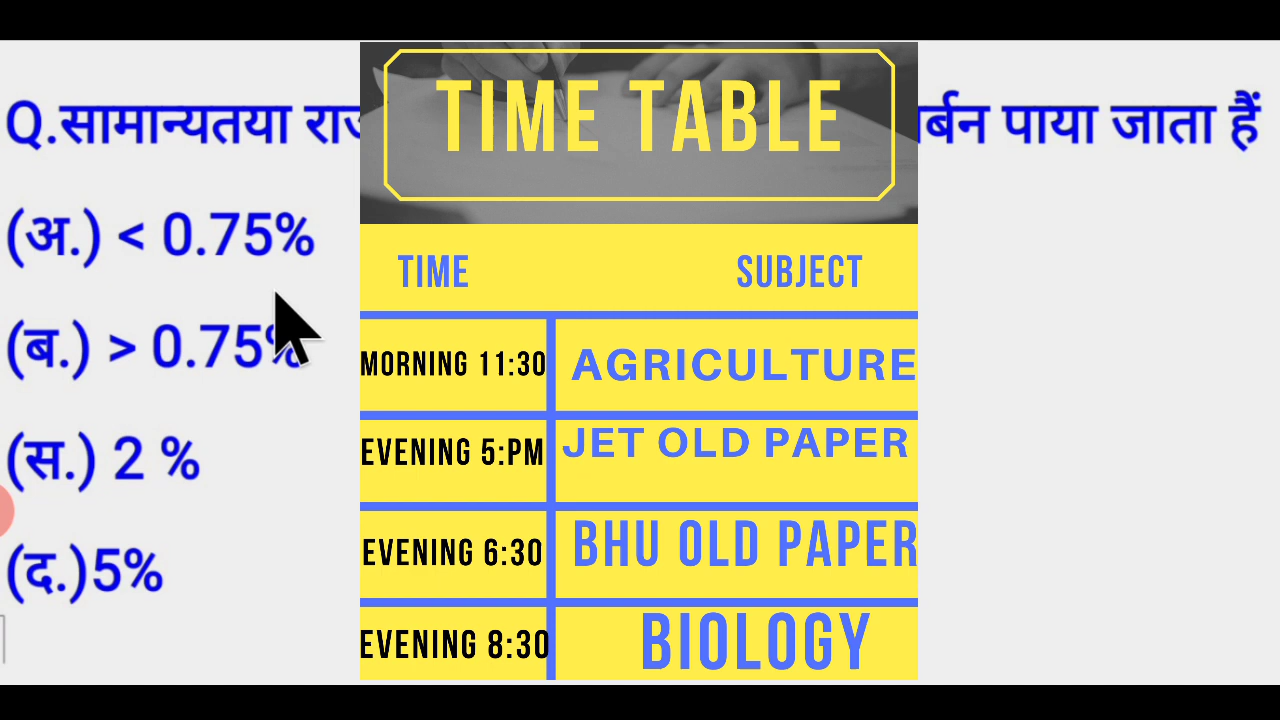 Q.सामान्यतया
पाया जाता हैं
(अ.) < 0.75%
(ब.) > 0.75%
(स.) 2 %
(द.)5%
TIME TABLE
TIME SUBJECT
MORNING 11:30 AGRICULTURE
EVENING 5:PM JET OLD PAPER
EVENING 6:30 BHU OLD PAPER
EVENING 8:30 BIOLOGY